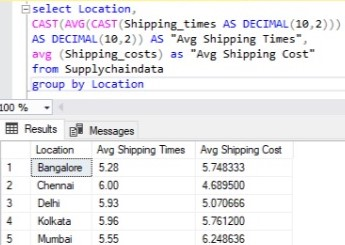 select Location,
CAST(AVG(CAST(Shipping_times AS DECIMAL(10,2)))
AS DECIMAL(10,2)) AS "Avg Shipping Times",
avg (Shipping_costs) as "Avg Shipping Cost"
from Supplychaindata
group by Location
100 %
Results Messages
Location Avg Shipping Times Avg Shipping Cost
1 Bangalore 5.28 5.748333
2 Chennai 6.00 4.689500
3 Delhi 5.93 5.070666
4 Kolkata 5.96 5.761200
5 Mumbai 5.55 6.248636